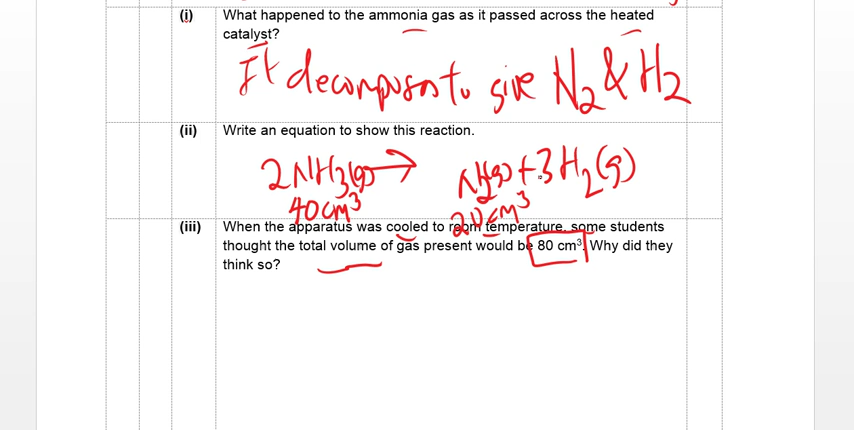 (i) What happened to the ammonia gas as it passed across the heated
catalyst?
It decomposes to give N2 & H2
(ii) Write an equation to show this reaction.
2NH3(g) → N2(g) + 3H2(g)
40cm³ 20cm³
(iii) When the apparatus was cooled to room temperature, some students
thought the total volume of gas present would be 80 cm³. Why did they
think so?